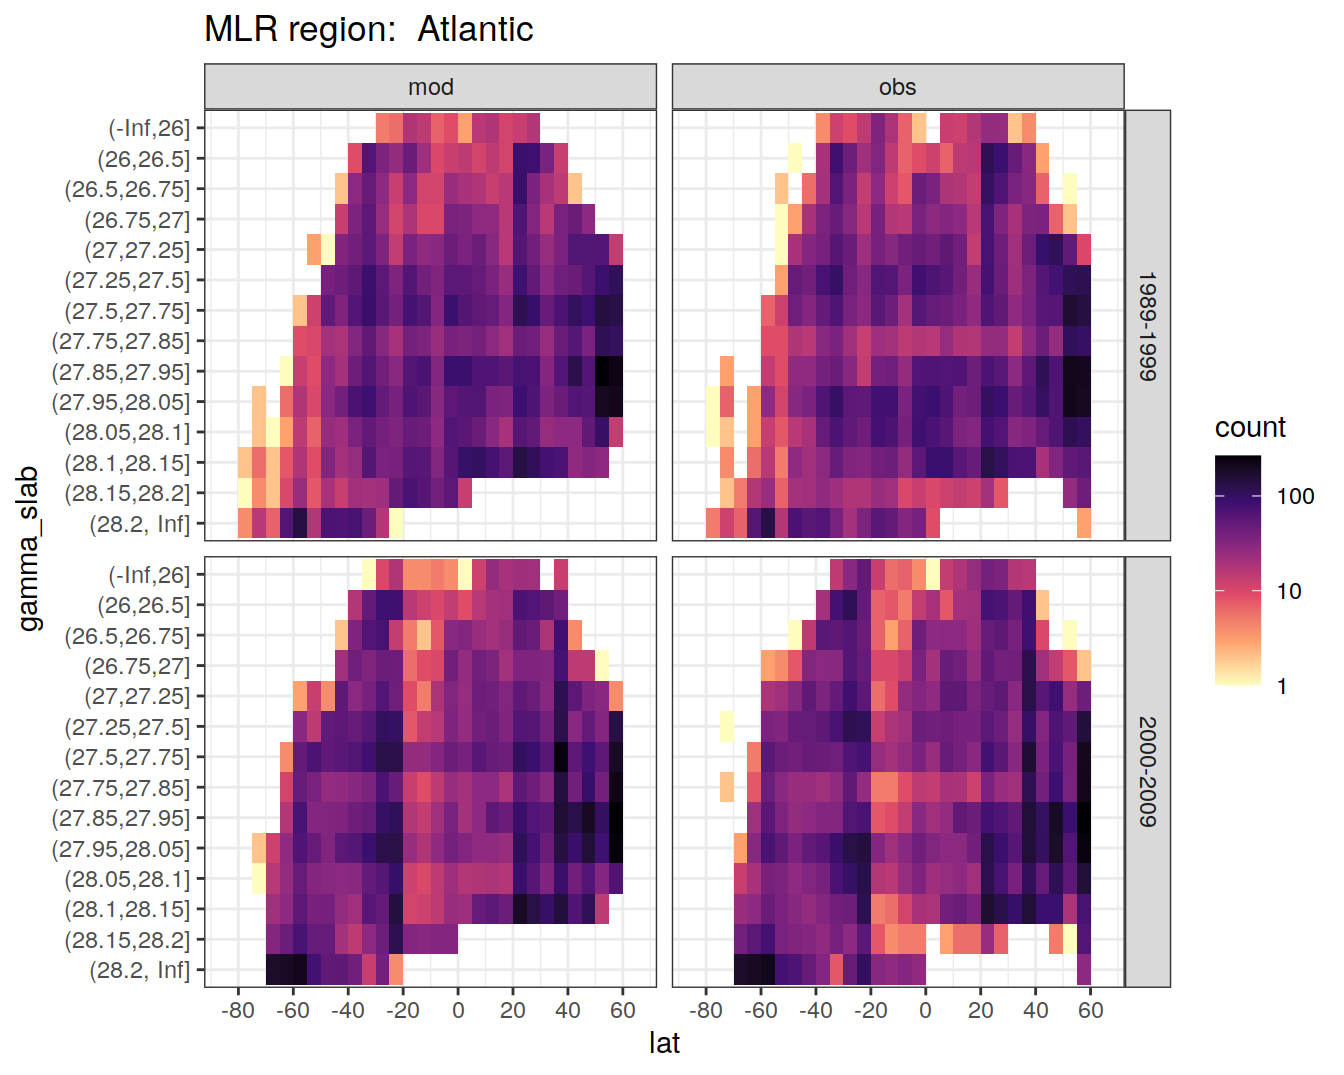 MLR region:  Atlantic
mod
obs
(-Inf,26]
(26,26.5]
(26.5,26.75]
(26.75,27]
(27,27.25]
(27.25,27.5]
(27.5,27.75]
(27.75,27.85]
(27.85,27.95]
(27.95,28.05]
(28.05,28.1]
(28.1,28.15]
(28.15,28.2]
(28.2, Inf]
1989-1999
(-Inf,26]
(26,26.5]
(26.5,26.75]
(26.75,27]
(27,27.25]
(27.25,27.5]
(27.5,27.75]
(27.75,27.85]
(27.85,27.95]
(27.95,28.05]
(28.05,28.1]
(28.1,28.15]
(28.15,28.2]
(28.2, Inf]
2000-2009
gamma_slab
-80 -60 -40 -20 0 20 40 60
-80 -60 -40 -20 0 20 40 60
lat
count
100
10
1